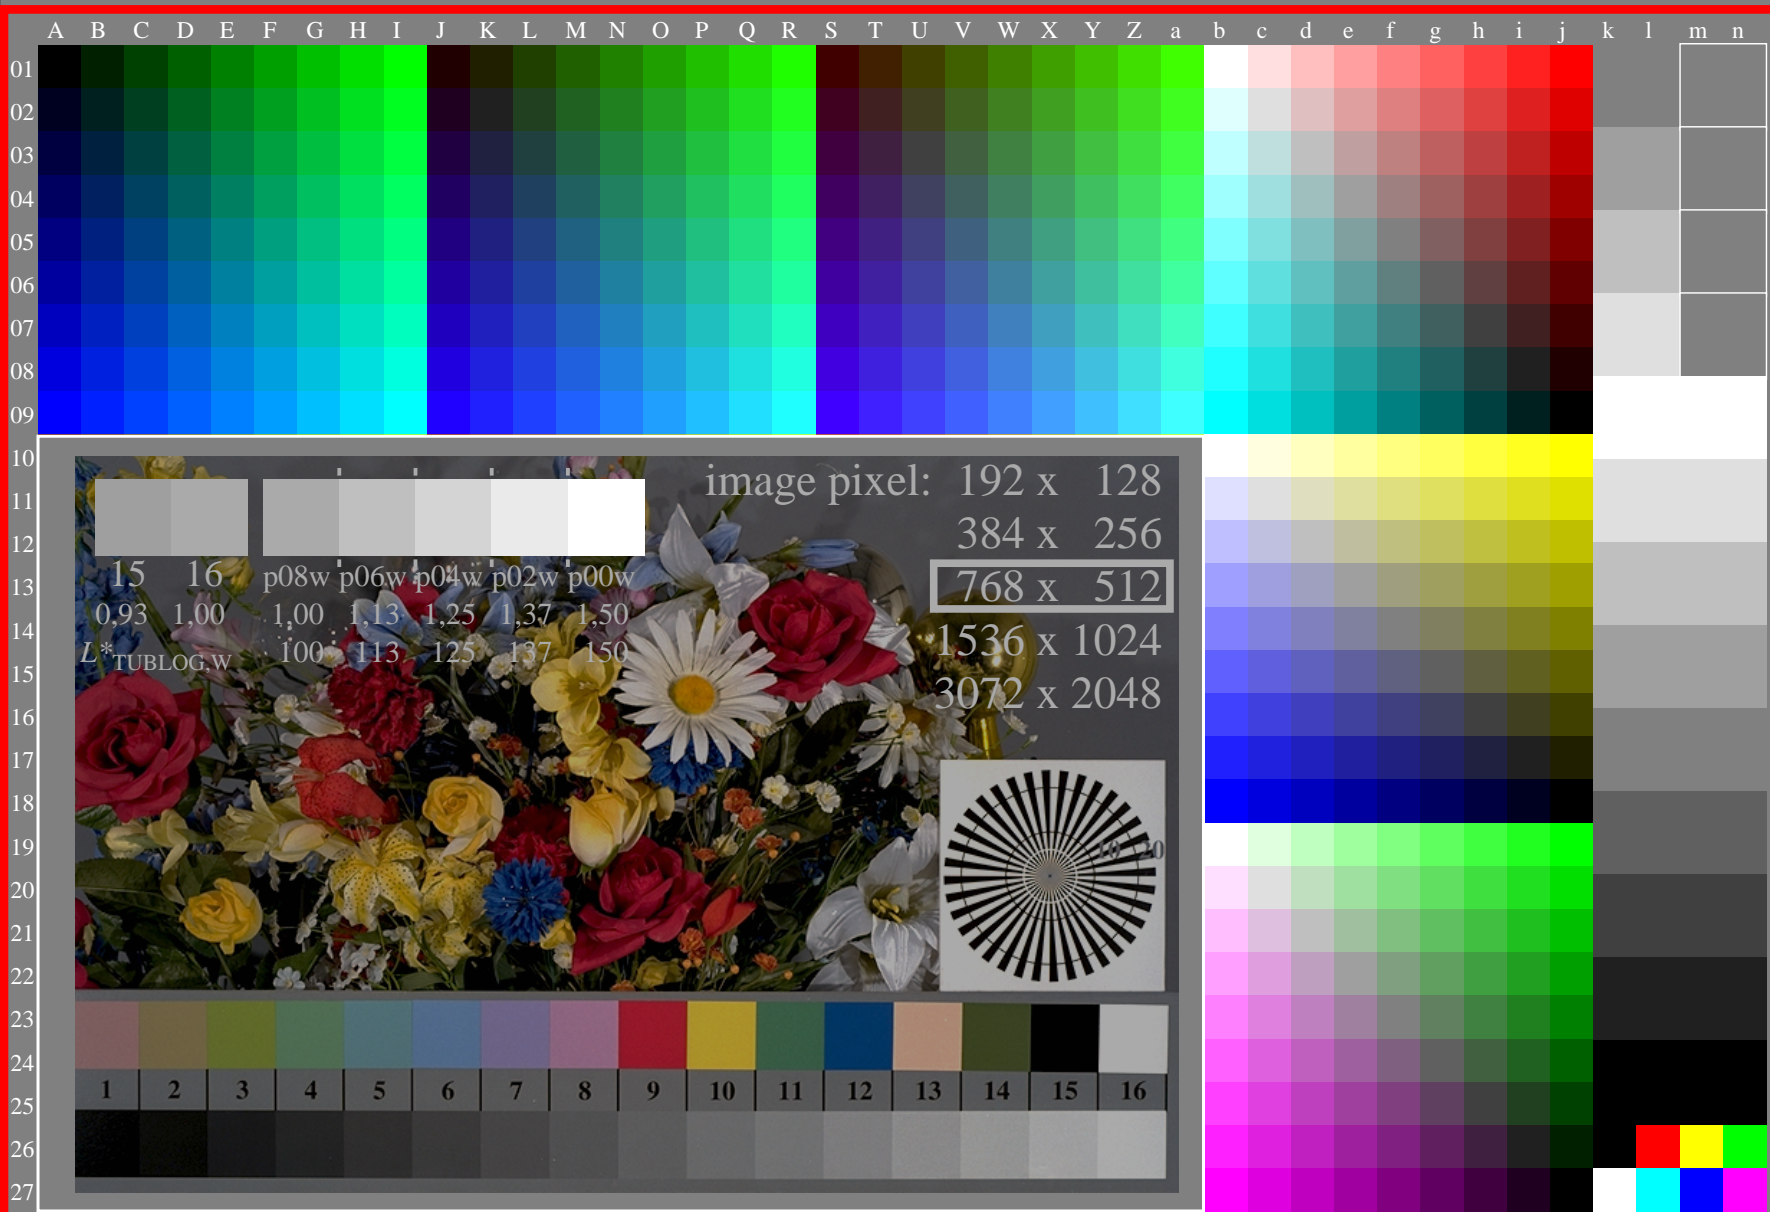 A B C D E F G H I J K L M N O P Q R S T U V W X Y Z a b c d e f g h i j k l m n
01
02
03
04
05
06
07
08
09
10
11
12
13
14
15
16
17
18
19
20
21
22
23
24
25
26
27
image pixel: 192 x 128
384 x 256
768 x 512
1536 x 1024
3072 x 2048
15 16 p08w p06w p04w p02w p00w
0,93 1,00 1,00 1,13 1,25 1,37 1,50
L*TUBLOG,W 100 113 125 137 150
10 20
1 2 3 4 5 6 7 8 9 10 11 12 13 14 15 16